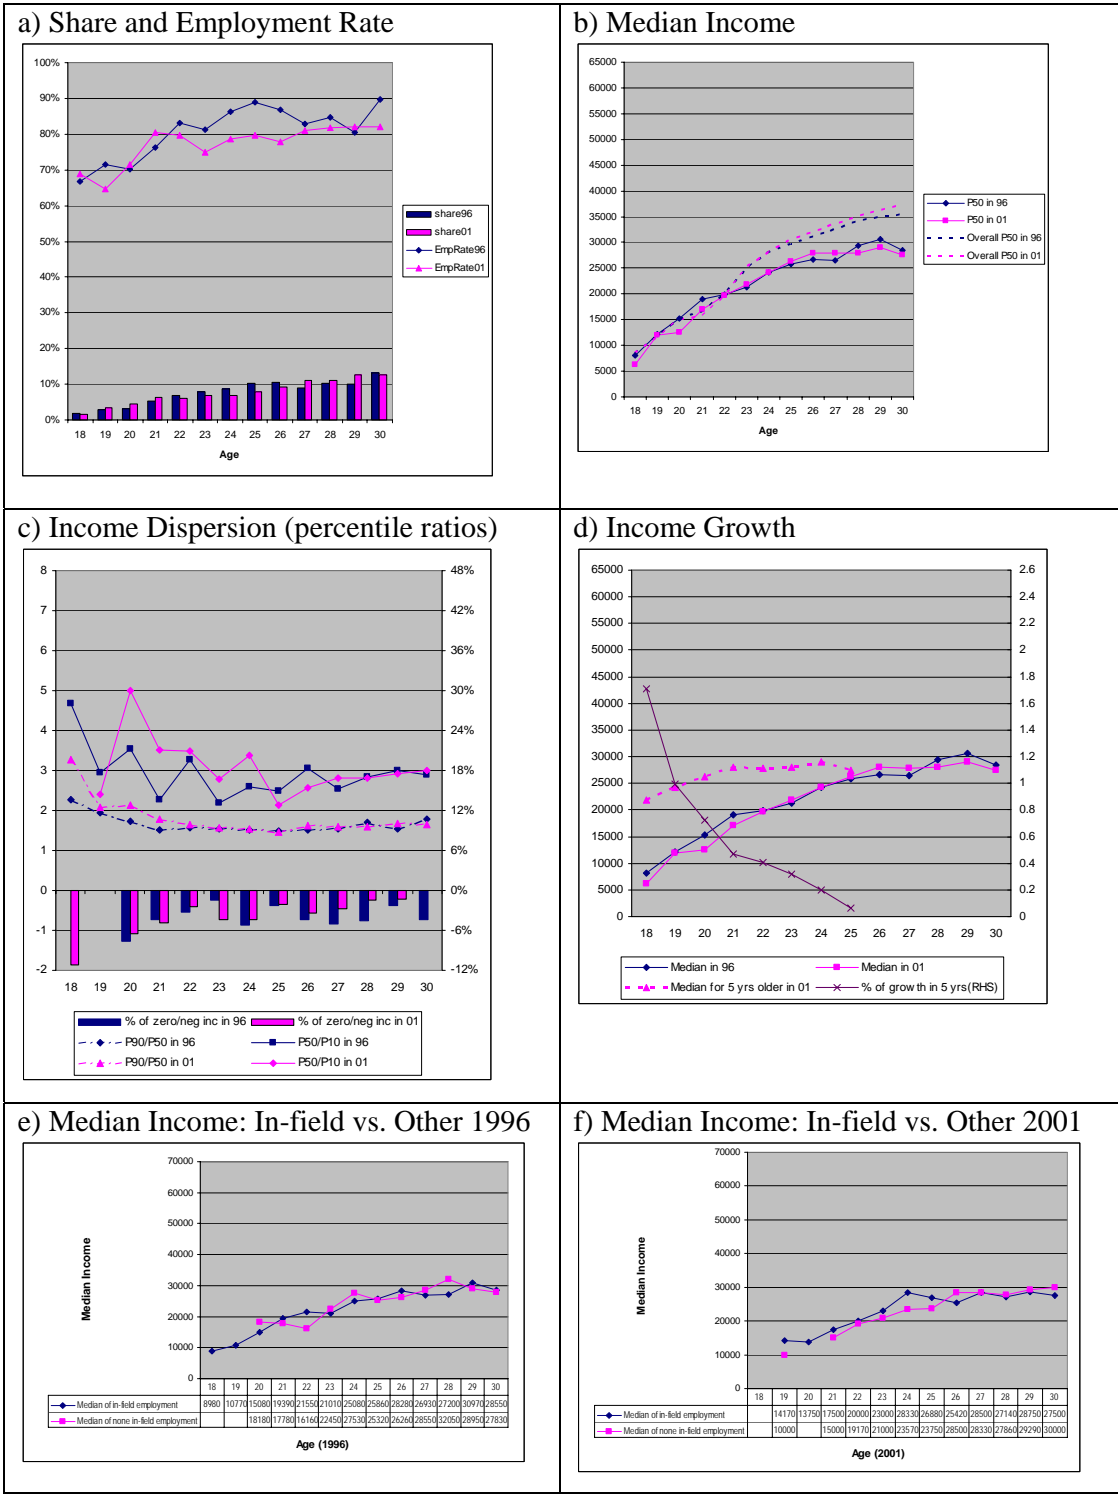 a) Share and Employment Rate
100%
90%
80%
70%
60%
50%
40%
30%
20%
10%
0%
18 19 20 21 22 23 24 25 26 27 28 29 30
Age
share96
share01
EmpRate96
EmpRate01
b) Median Income
65000
60000
55000
50000
45000
40000
35000
30000
25000
20000
15000
10000
5000
0
18 19 20 21 22 23 24 25 26 27 28 29 30
Age
P50 in 96
P50 in 01
Overall P50 in 96
Overall P50 in 01
c) Income Dispersion (percentile ratios)
8 48%
7 42%
6 36%
5 30%
4 24%
3 18%
2 12%
1 6%
0 0%
-1 -6%
-2 -12%
18 19 20 21 22 23 24 25 26 27 28 29 30
% of zero/neg inc in 96 % of zero/neg inc in 01
P90/P50 in 96 P50/P10 in 96
P90/P50 in 01 P50/P10 in 01
d) Income Growth
65000 2.6
60000 2.4
55000 2.2
50000 2
45000 1.8
40000 1.6
35000 1.4
30000 1.2
25000 1
20000 0.8
15000 0.6
10000 0.4
5000 0.2
0 0
18 19 20 21 22 23 24 25 26 27 28 29 30
Median in 96 Median in 01
Median for 5 yrs older in 01 % of growth in 5 yrs(RHS)
e) Median Income: In-field vs. Other 1996
Median Income
70000
60000
50000
40000
30000
20000
10000
0
18 19 20 21 22 23 24 25 26 27 28 29 30
Median of in-field employment 8980 10770 15080 19390 21550 21010 25080 25860 28280 26930 27200 30970 28550
Median of none in-field employment 18180 17780 16160 22450 27530 25320 26260 28550 32050 28950 27830
Age (1996)
f) Median Income: In-field vs. Other 2001
Median Income
70000
60000
50000
40000
30000
20000
10000
0
18 19 20 21 22 23 24 25 26 27 28 29 30
Median of in-field employment 14170 13750 17500 20000 23000 28330 26880 25420 28500 27140 28750 27500
Median of none in-field employment 10000 15000 19170 21000 23570 23750 28500 28330 27860 29290 30000
Age (2001)